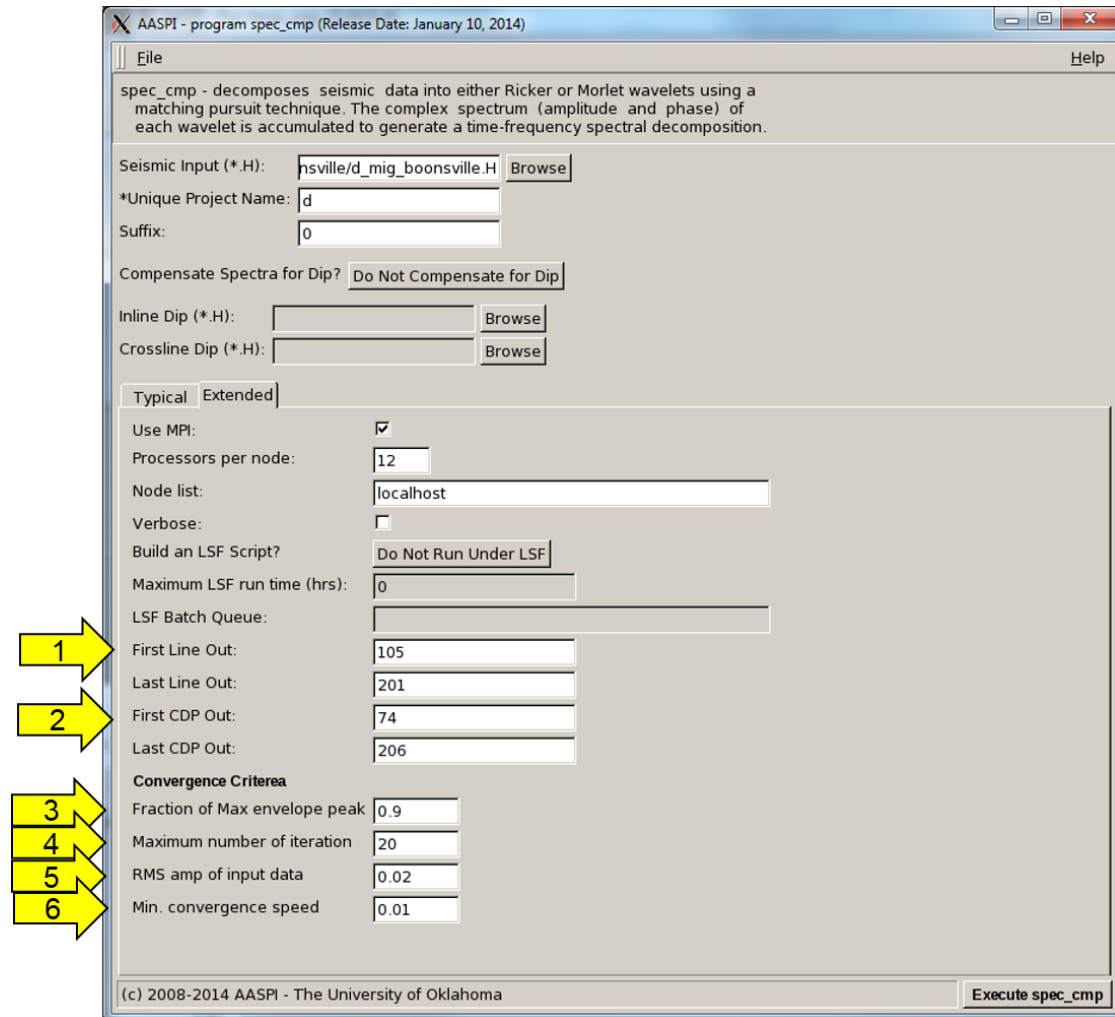 AASPI - program spec_cmp (Release Date: January 10, 2014)
File Help
spec_cmp - decomposes seismic data into either Ricker or Morlet wavelets using a
matching pursuit technique. The complex spectrum (amplitude and phase) of
each wavelet is accumulated to generate a time-frequency spectral decomposition.
Seismic Input (*.H): nsville/d_mig_boonsville.H Browse
*Unique Project Name: d
Suffix: 0
Compensate Spectra for Dip? Do Not Compensate for Dip
Inline Dip (*.H): Browse
Crossline Dip (*.H): Browse
Typical Extended
Use MPI:
Processors per node: 12
Node list: localhost
Verbose:
Build an LSF Script? Do Not Run Under LSF
Maximum LSF run time (hrs): 0
LSF Batch Queue:
1 First Line Out: 105
Last Line Out: 201
2 First CDP Out: 74
Last CDP Out: 206
Convergence Criterea
3 Fraction of Max envelope peak 0.9
4 Maximum number of iteration 20
5 RMS amp of input data 0.02
6 Min. convergence speed 0.01
(c) 2008-2014 AASPI - The University of Oklahoma Execute spec_cmp